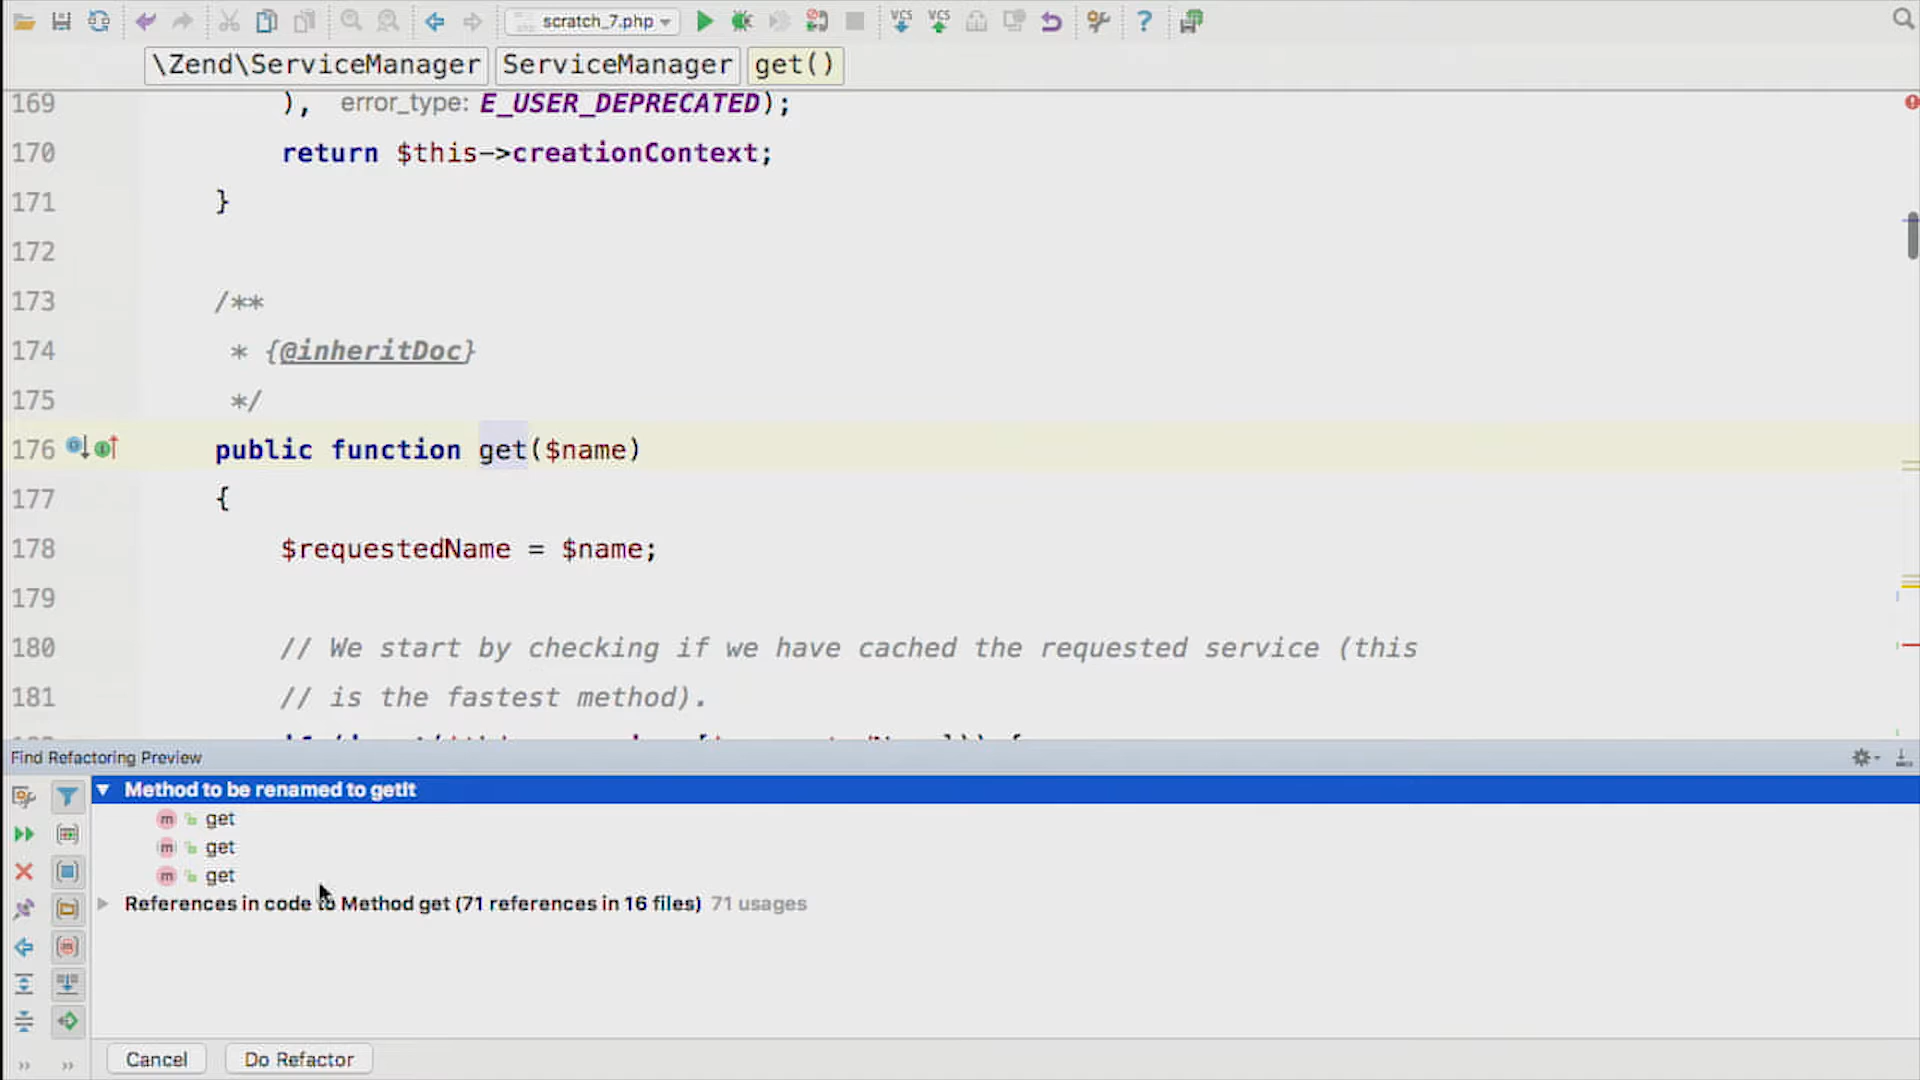 scratch_7.php
VCS VCS
\Zend\ServiceManager ServiceManager get()
169 ), error_type: E_USER_DEPRECATED);
170 return $this->creationContext;
171 }
172
173 /**
174 * {@inheritDoc}
175 */
176 public function get($name)
177 {
178 $requestedName = $name;
179
180 // We start by checking if we have cached the requested service (this
181 // is the fastest method).
Find Refactoring Preview
Method to be renamed to getIt
m get
m get
m get
References in code to Method get (71 references in 16 files) 71 usages
Cancel Do Refactor